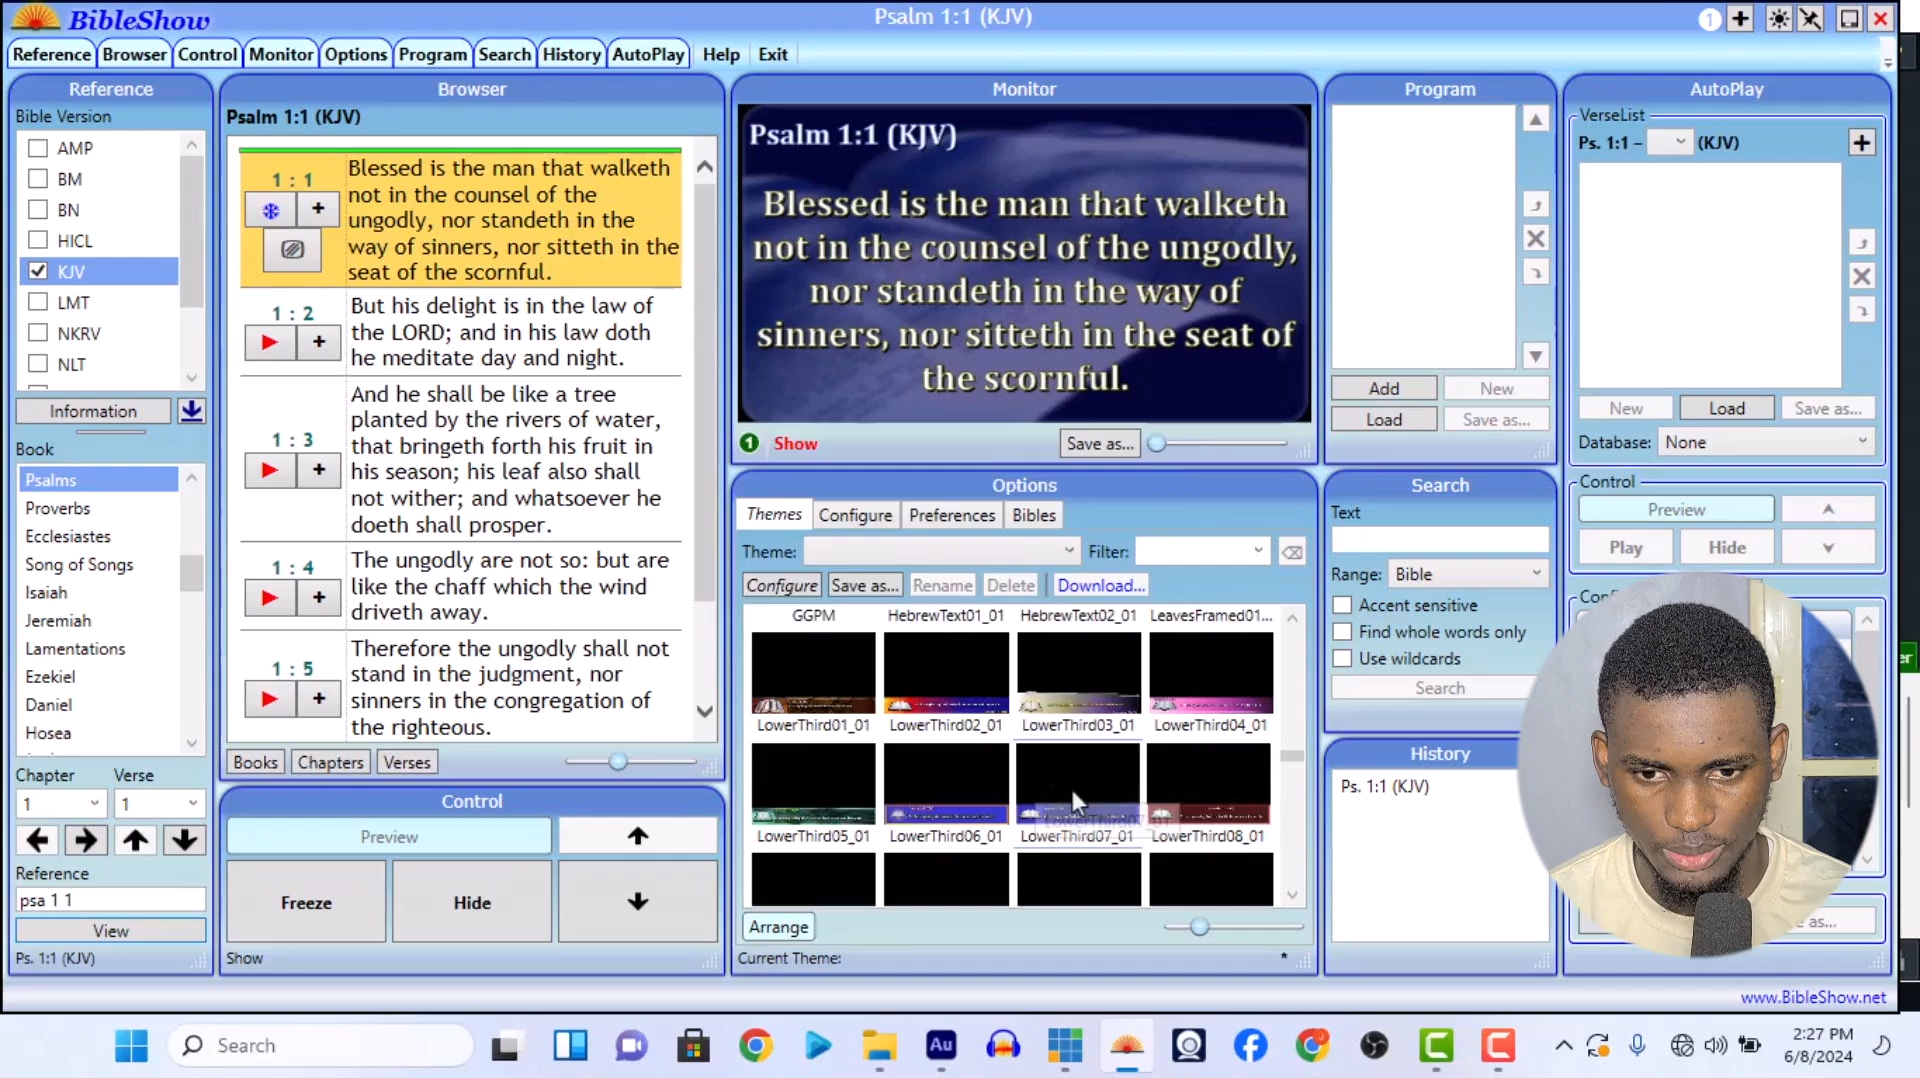 BibleShow
Psalm 1:1 (KJV)
1
Reference Browser Control Monitor Options Program Search History AutoPlay Help Exit
Reference
Bible Version
AMP
BM
BN
HICL
KJV
LMT
NKRV
NLT
Information
Book
Psalms
Proverbs
Ecclesiastes
Song of Songs
Isaiah
Jeremiah
Lamentations
Ezekiel
Daniel
Hosea
Chapter Verse
1 1
Reference
psa 1 1
View
Ps. 1:1 (KJV)
Browser
Psalm 1:1 (KJV)
1 : 1
Blessed is the man that walketh
not in the counsel of the
ungodly, nor standeth in the
way of sinners, nor sitteth in the
seat of the scornful.
1 : 2
But his delight is in the law of
the LORD; and in his law doth
he meditate day and night.
1 : 3
And he shall be like a tree
planted by the rivers of water,
that bringeth forth his fruit in
his season; his leaf also shall
not wither; and whatsoever he
doeth shall prosper.
1 : 4
The ungodly are not so: but are
like the chaff which the wind
driveth away.
1 : 5
Therefore the ungodly shall not
stand in the judgment, nor
sinners in the congregation of
the righteous.
Books Chapters Verses
Control
Preview
Freeze Hide
Show
Monitor
Psalm 1:1 (KJV)
Blessed is the man that walketh
not in the counsel of the ungodly,
nor standeth in the way of
sinners, nor sitteth in the seat of
the scornful.
1 Show Save as...
Options
Themes Configure Preferences Bibles
Theme: Filter:
Configure Save as... Rename Delete Download...
GGPM HebrewText01_01 HebrewText02_01 LeavesFramed01...
LowerThird01_01 LowerThird02_01 LowerThird03_01 LowerThird04_01
LowerThird05_01 LowerThird06_01 LowerThird07_01 LowerThird08_01
Arrange
Current Theme: *
Program
Add New
Load Save as...
Search
Text
Range: Bible
Accent sensitive
Find whole words only
Use wildcards
Search
History
Ps. 1:1 (KJV)
AutoPlay
VerseList
Ps. 1:1 – (KJV)
New Load Save as...
Database: None
Control
Preview
Play Hide
as...
www.BibleShow.net
Search
Au
2:27 PM
6/8/2024